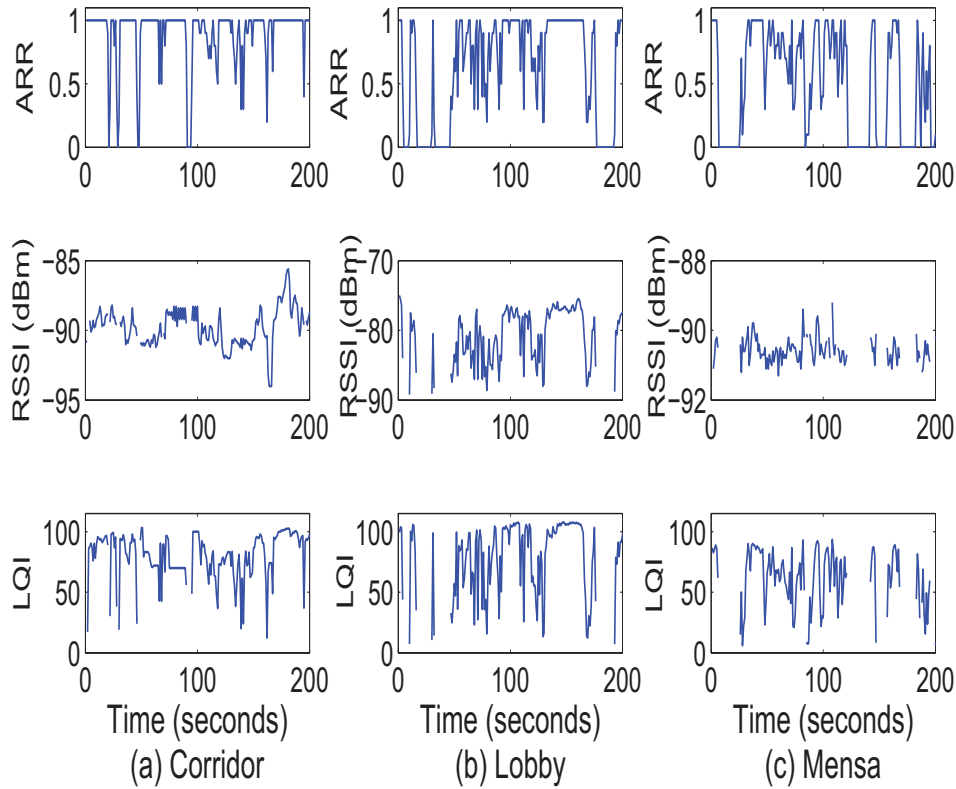 1 1 1
ARR 0.5 ARR 0.5 ARR 0.5
0 0 0
0 100 200 0 100 200 0 100 200
−85 −70 −88
RSSI (dBm) −90 RSSI (dBm) −80 RSSI (dBm) −90
−95 −90 −92
0 100 200 0 100 200 0 100 200
100 100 100
LQI 50 LQI 50 LQI 50
0 0 0
0 100 200 0 100 200 0 100 200
Time (seconds) Time (seconds) Time (seconds)
(a) Corridor (b) Lobby (c) Mensa